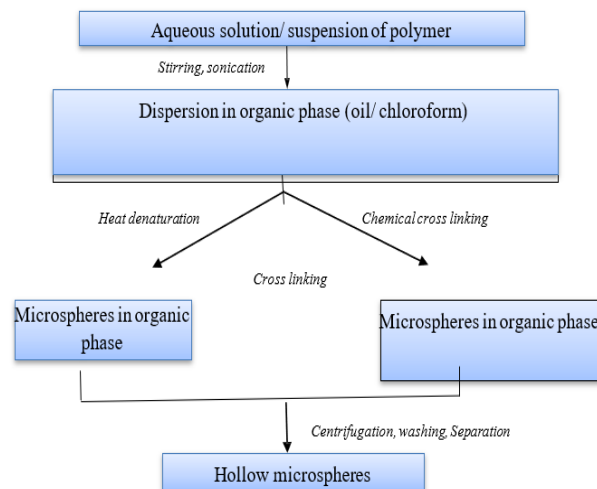 Aqueous solution/ suspension of polymer
Stirring, sonication
Dispersion in organic phase (oil/ chloroform)
Heat denaturation
Chemical cross linking
Cross linking
Microspheres in organic
phase
Microspheres in organic phase
Centrifugation, washing, Separation
Hollow microspheres